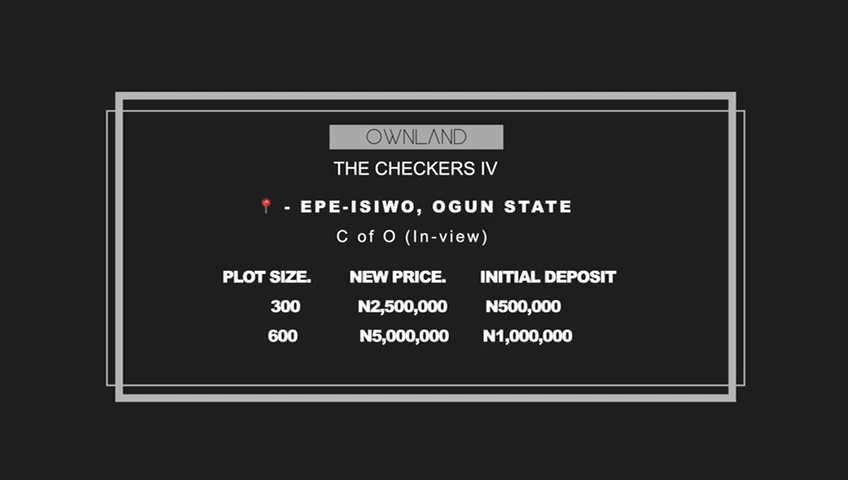 OWNLAND
THE CHECKERS IV
📍 - EPE-ISIWO, OGUN STATE
C of O (In-view)
PLOT SIZE. NEW PRICE. INITIAL DEPOSIT
300 N2,500,000 N500,000
600 N5,000,000 N1,000,000